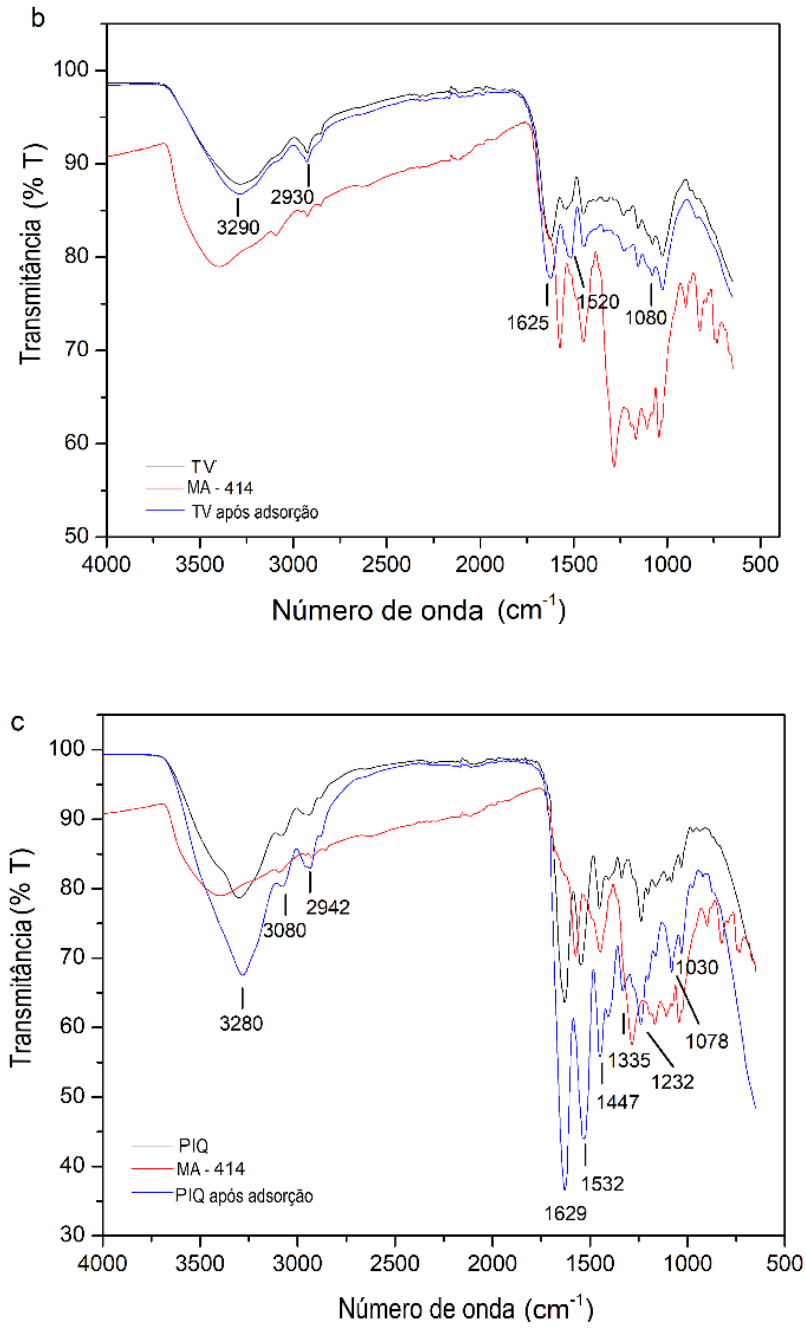 b
100
90
80
70
60
50
Transmitância (% T)
3290
2930
1625
1520
1080
TV
MA - 414
TV após adsorção
4000 3500 3000 2500 2000 1500 1000 500
Número de onda (cm⁻¹)
c
100
90
80
70
60
50
40
30
Transmitância (% T)
3280
3080
2942
1629
1532
1447
1335
1232
1078
1030
PIQ
MA - 414
PIQ após adsorção
4000 3500 3000 2500 2000 1500 1000 500
Número de onda (cm⁻¹)